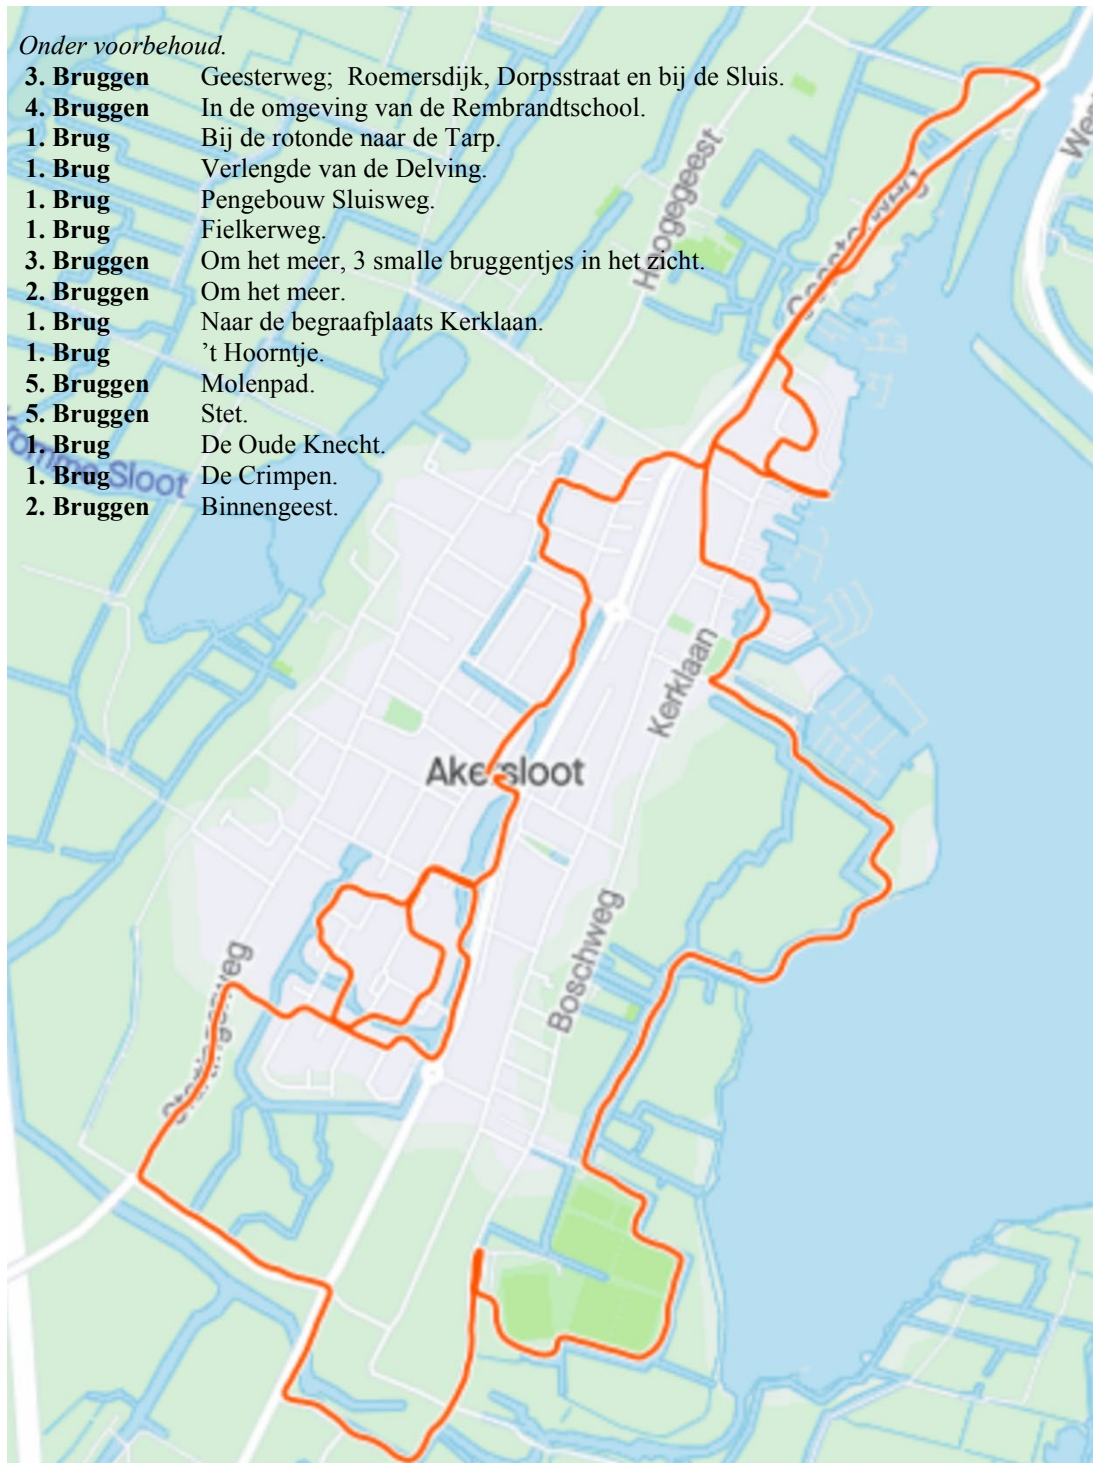 Onder voorbehoud.
3. Bruggen Geesterweg; Roemersdijk, Dorpsstraat en bij de Sluis.
4. Bruggen In de omgeving van de Rembrandtschool.
1. Brug Bij de rotonde naar de Tarp.
1. Brug Verlengde van de Delving.
1. Brug Pengebouw Sluisweg.
1. Brug Fielkerweg.
3. Bruggen Om het meer, 3 smalle bruggentjes in het zicht.
2. Bruggen Om het meer.
1. Brug Naar de begraafplaats Kerklaan.
1. Brug ’t Hoorntje.
5. Bruggen Molenpad.
5. Bruggen Stet.
1. Brug De Oude Knecht.
1. Brug De Crimpen.
2. Bruggen Binnengeest.
Hoogegeest
Sloot
Kerklaan
Akersloot
Boschweg